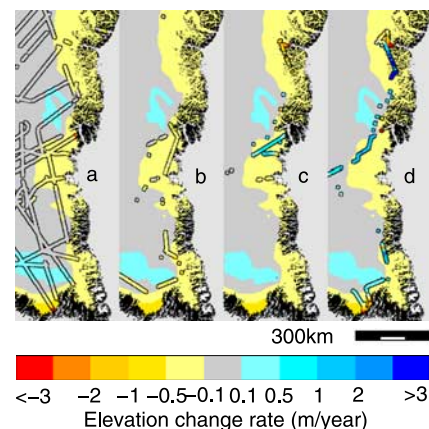 a b c d
300km
<-3 -2 -1 -0.5 -0.1 0.1 0.5 1 2 >3
Elevation change rate (m/year)